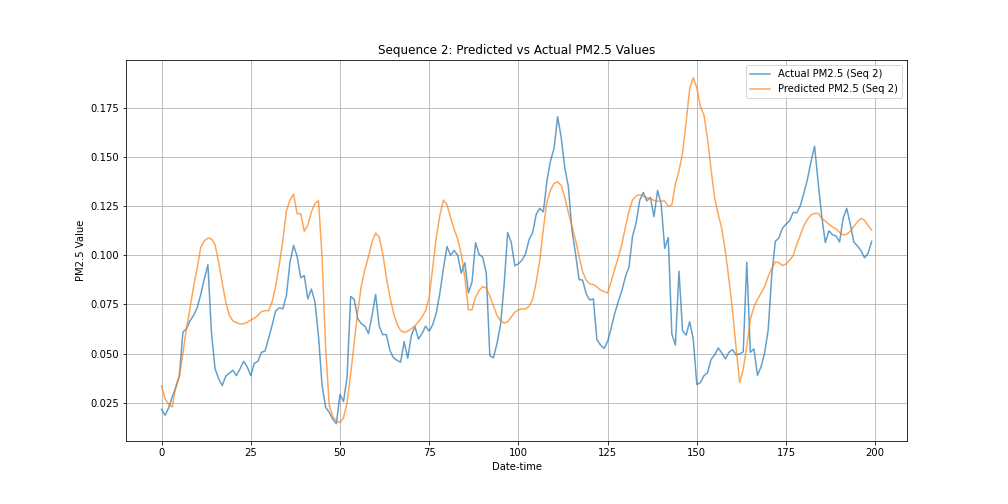 Sequence 2: Predicted vs Actual PM2.5 Values
Actual PM2.5 (Seq 2)
Predicted PM2.5 (Seq 2)
PM2.5 Value
0.175
0.150
0.125
0.100
0.075
0.050
0.025
0 25 50 75 100 125 150 175 200
Date-time